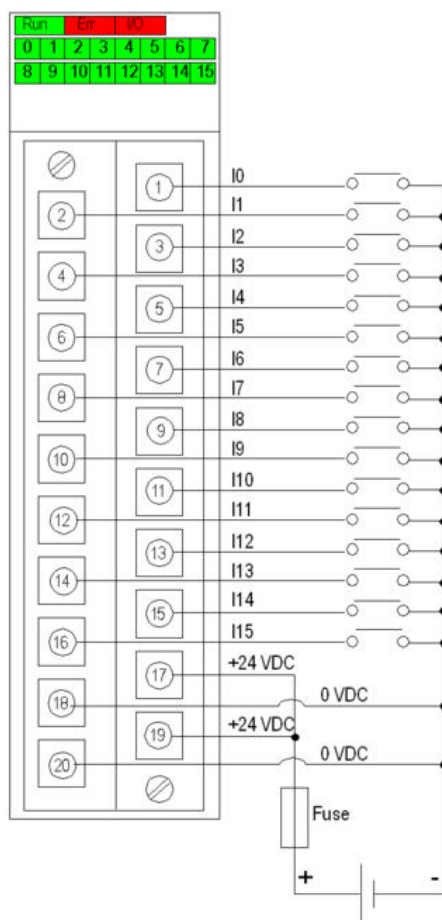 Run Err I/O
0 1 2 3 4 5 6 7
8 9 10 11 12 13 14 15
1 I0
2 I1
3 I2
4 I3
5 I4
6 I5
7 I6
8 I7
9 I8
10 I9
11 I10
12 I11
13 I12
14 I13
15 I14
16 I15
17 +24 VDC
18 0 VDC
19 +24 VDC
20 0 VDC
Fuse
+ -